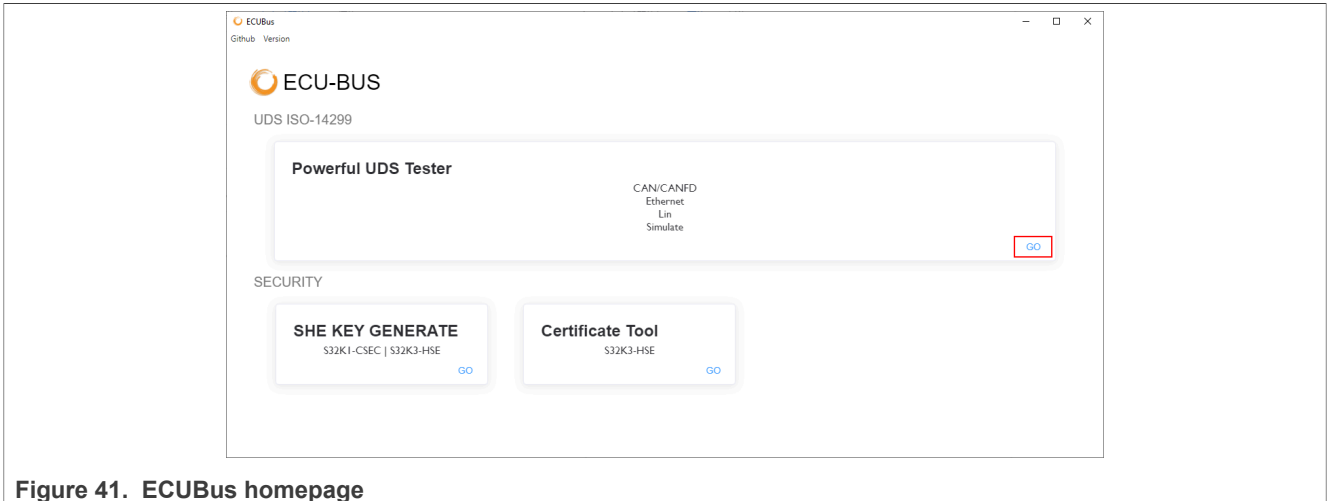 ECUBus
Github Version
ECU-BUS
UDS ISO-14299
Powerful UDS Tester
CAN/CANFD
Ethernet
Lin
Simulate
GO
SECURITY
SHE KEY GENERATE
S32K1-CSEC | S32K3-HSE
GO
Certificate Tool
S32K3-HSE
GO
Figure 41. ECUBus homepage